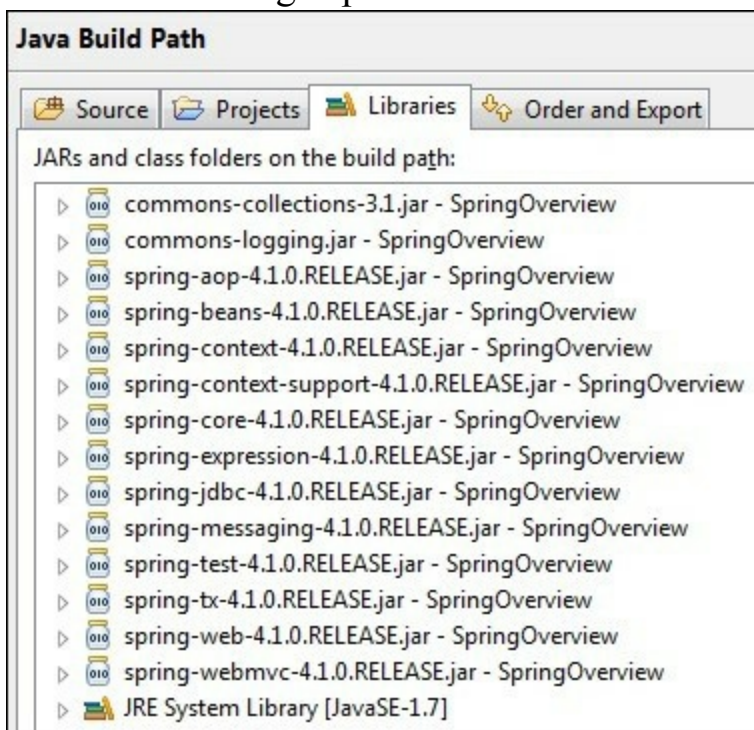 Java Build Path
Source Projects Libraries Order and Export
JARs and class folders on the build path:
commons-collections-3.1.jar - SpringOverview
commons-logging.jar - SpringOverview
spring-aop-4.1.0.RELEASE.jar - SpringOverview
spring-beans-4.1.0.RELEASE.jar - SpringOverview
spring-context-4.1.0.RELEASE.jar - SpringOverview
spring-context-support-4.1.0.RELEASE.jar - SpringOverview
spring-core-4.1.0.RELEASE.jar - SpringOverview
spring-expression-4.1.0.RELEASE.jar - SpringOverview
spring-jdbc-4.1.0.RELEASE.jar - SpringOverview
spring-messaging-4.1.0.RELEASE.jar - SpringOverview
spring-test-4.1.0.RELEASE.jar - SpringOverview
spring-tx-4.1.0.RELEASE.jar - SpringOverview
spring-web-4.1.0.RELEASE.jar - SpringOverview
spring-webmvc-4.1.0.RELEASE.jar - SpringOverview
JRE System Library [JavaSE-1.7]